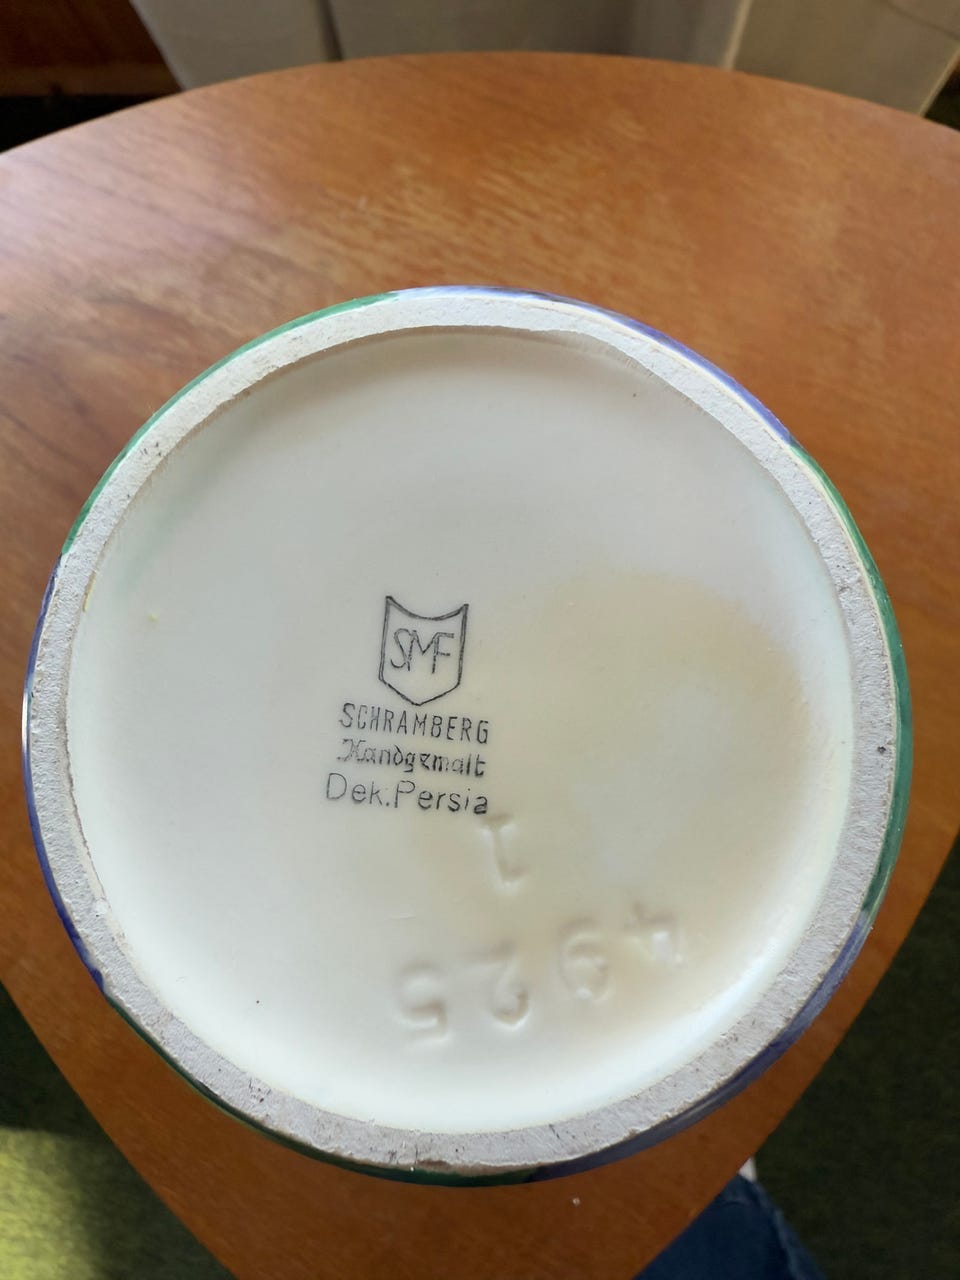 SMF
SCHRAMBERG
Handgemalt
Dek.Persia
1
4925